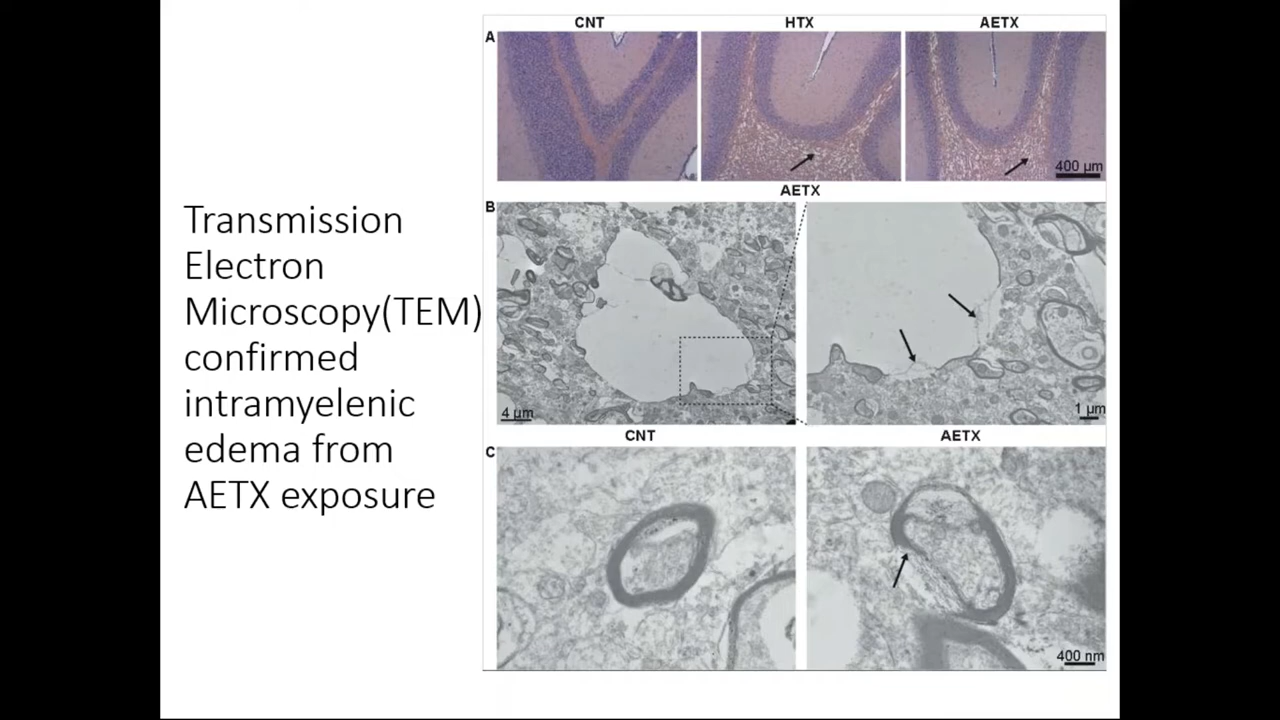 Transmission
Electron
Microscopy(TEM)
confirmed
intramyelenic
edema from
AETX exposure
CNT HTX AETX
A
400 µm
AETX
B
4 µm
1 µm
CNT AETX
C
400 nm